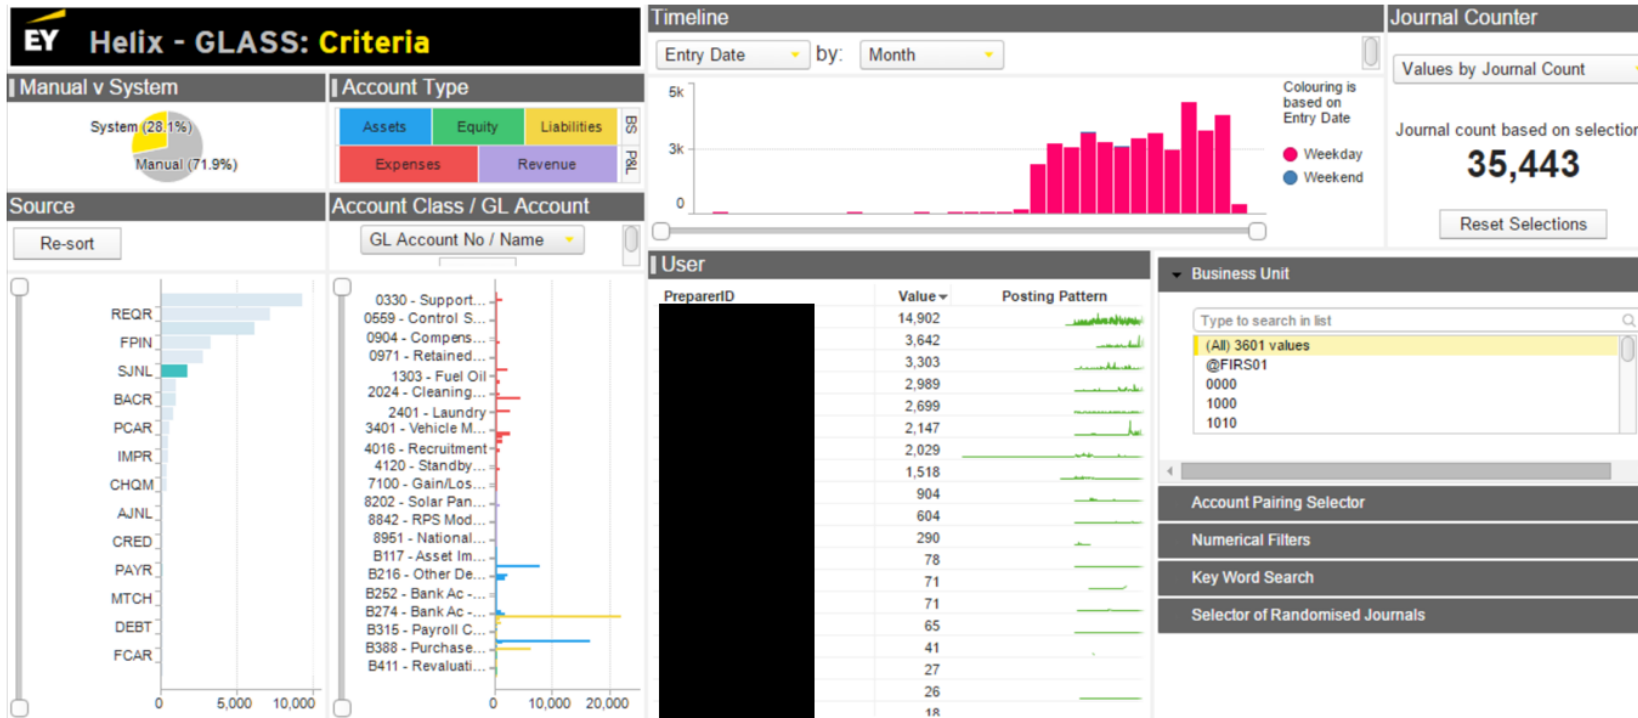 EY Helix - GLASS: Criteria
Manual v System
System (28.1%)
Manual (71.9%)
Account Type
Assets Equity Liabilities BS
Expenses Revenue P&L
Source
Re-sort
REQR
FPIN
SJNL
BACR
PCAR
IMPR
CHQM
AJNL
CRED
PAYR
MTCH
DEBT
FCAR
0 5,000 10,000
Account Class / GL Account
GL Account No / Name
0330 - Support...
0559 - Control S...
0904 - Compens...
0971 - Retained...
1303 - Fuel Oil
2024 - Cleaning...
2401 - Laundry
3401 - Vehicle M...
4016 - Recruitment
4120 - Standby...
7100 - Gain/Los...
8202 - Solar Pan...
8842 - RPS Mod...
8951 - National...
B117 - Asset Im...
B216 - Other De...
B252 - Bank Ac -...
B274 - Bank Ac -...
B315 - Payroll C...
B388 - Purchase...
B411 - Revaluati...
0 10,000 20,000
Timeline
Entry Date by: Month
5k
3k
0
Colouring is
based on
Entry Date
Weekday
Weekend
Journal Counter
Values by Journal Count
Journal count based on selection
35,443
Reset Selections
User
PreparerID Value Posting Pattern
14,902
3,642
3,303
2,989
2,699
2,147
2,029
1,518
904
604
290
78
71
71
65
41
27
26
18
Business Unit
Type to search in list
(All) 3601 values
@FIRS01
0000
1000
1010
Account Pairing Selector
Numerical Filters
Key Word Search
Selector of Randomised Journals